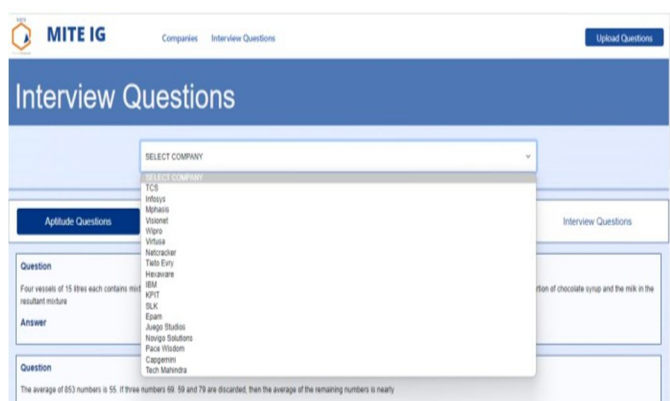 MITE IG
Companies Interview Questions
Upload Questions
Interview Questions
SELECT COMPANY
SELECT COMPANY
TCS
Infosys
Mphasis
Visionet
Wipro
Virtusa
Netcracker
Tieto Evry
Hexaware
IBM
KPIT
SLK
Epam
Juego Studios
Novigo Solutions
Pace Wisdom
Capgemini
Tech Mahindra
Aptitude Questions
Interview Questions
Question
Four vessels of 15 litres each contains
rtion of chocolate syrup and the milk in the
resultant mixture
Answer
Question
The average of 853 numbers is 55. If three numbers 69. 59 and 79 are discarded, then the average of the remaining numbers is nearly